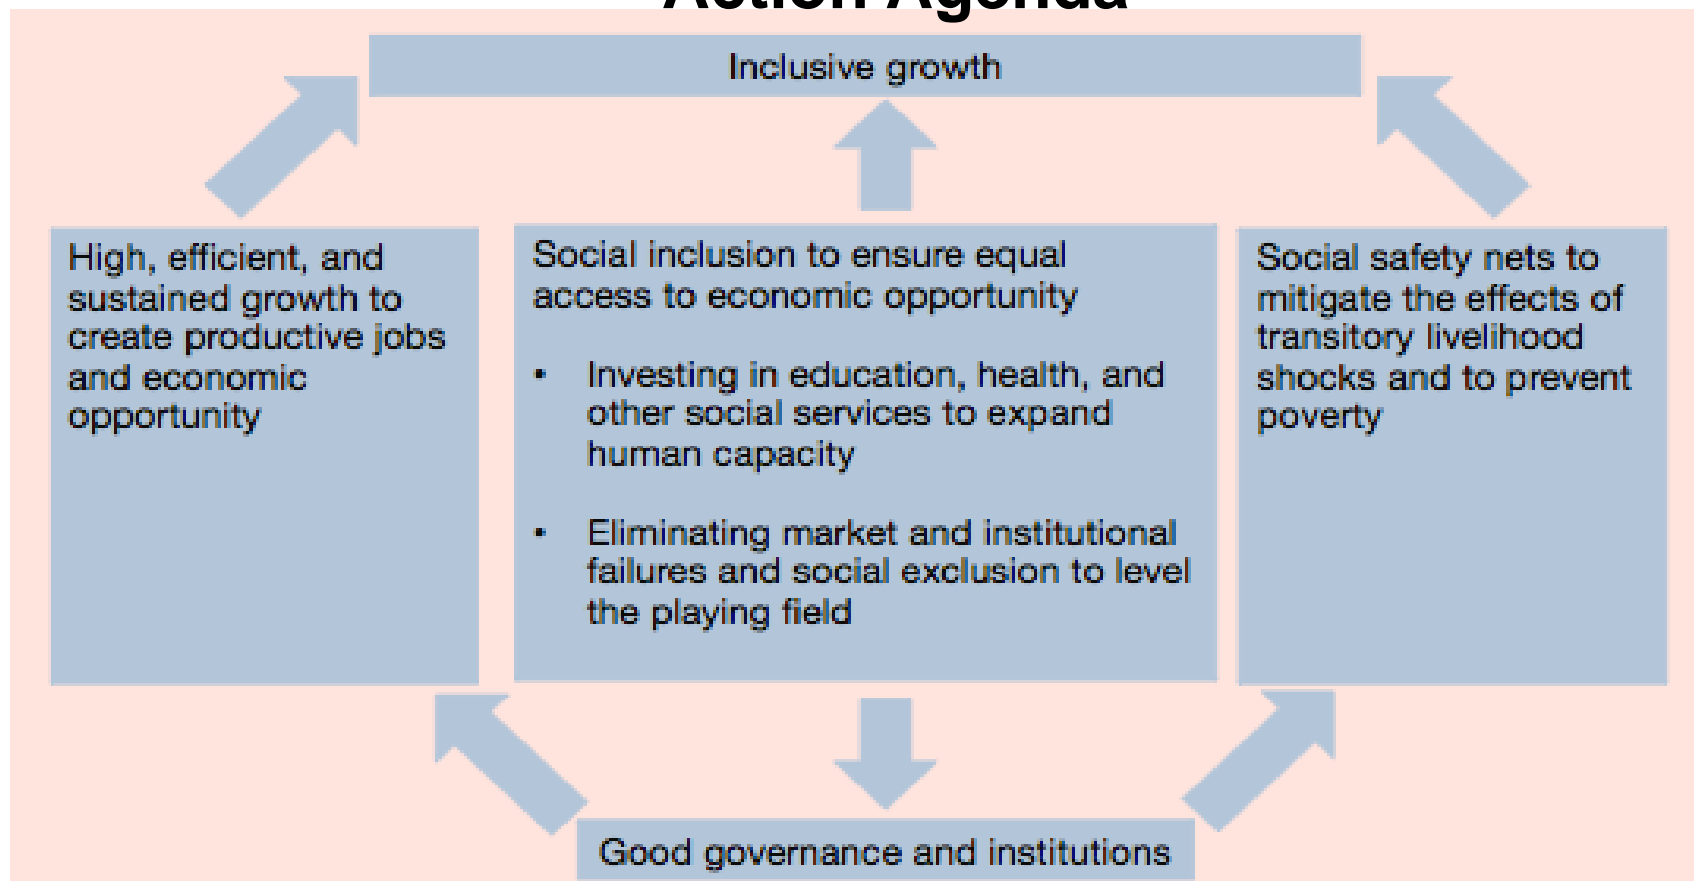 Action Agenda
Inclusive growth
High, efficient, and
sustained growth to
create productive jobs
and economic
opportunity
Social inclusion to ensure equal
access to economic opportunity
• Investing in education, health, and
other social services to expand
human capacity
• Eliminating market and institutional
failures and social exclusion to level
the playing field
Social safety nets to
mitigate the effects of
transitory livelihood
shocks and to prevent
poverty
Good governance and institutions